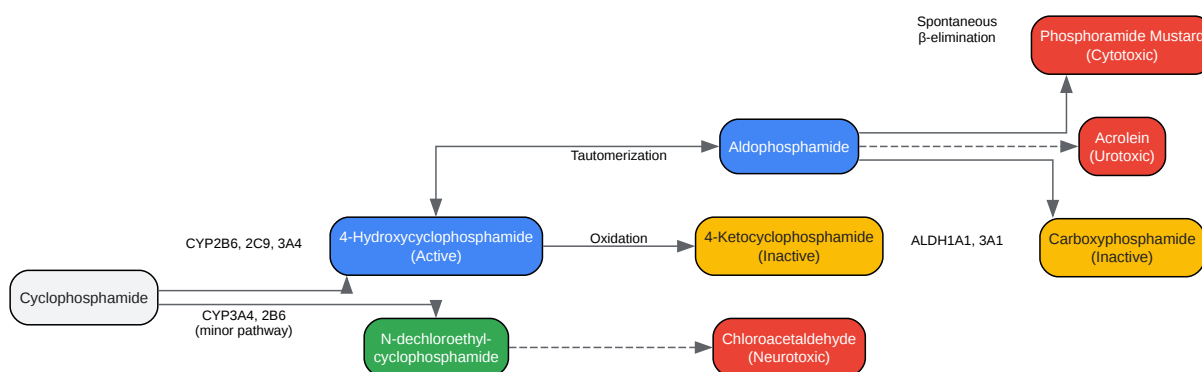 Spontaneous
β-elimination
Phosphoramide Mustard
(Cytotoxic)
Aldophosphamide
Acrolein
(Urotoxic)
Tautomerization
CYP2B6, 2C9, 3A4
4-Hydroxycyclophosphamide
(Active)
Oxidation
4-Ketocyclophosphamide
(Inactive)
ALDH1A1, 3A1
Carboxyphosphamide
(Inactive)
Cyclophosphamide
CYP3A4, 2B6
(minor pathway)
N-dechloroethyl-
cyclophosphamide
Chloroacetaldehyde
(Neurotoxic)